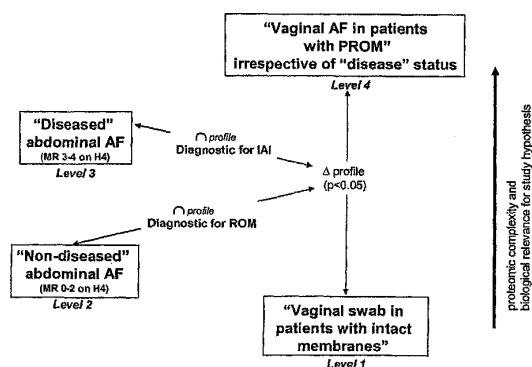 “Vaginal AF in patients
with PROM”
irrespective of “disease” status
Level 4
“Diseased”
abdominal AF
(MR 3-4 on H4)
Level 3
∩ profile
Diagnostic for IAI
Δ profile
(p<0.05)
∩ profile
Diagnostic for ROM
“Non-diseased”
abdominal AF
(MR 0-2 on H4)
Level 2
“Vaginal swab in
patients with intact
membranes”
Level 1
proteomic complexity and
biological relevance for study hypothesis